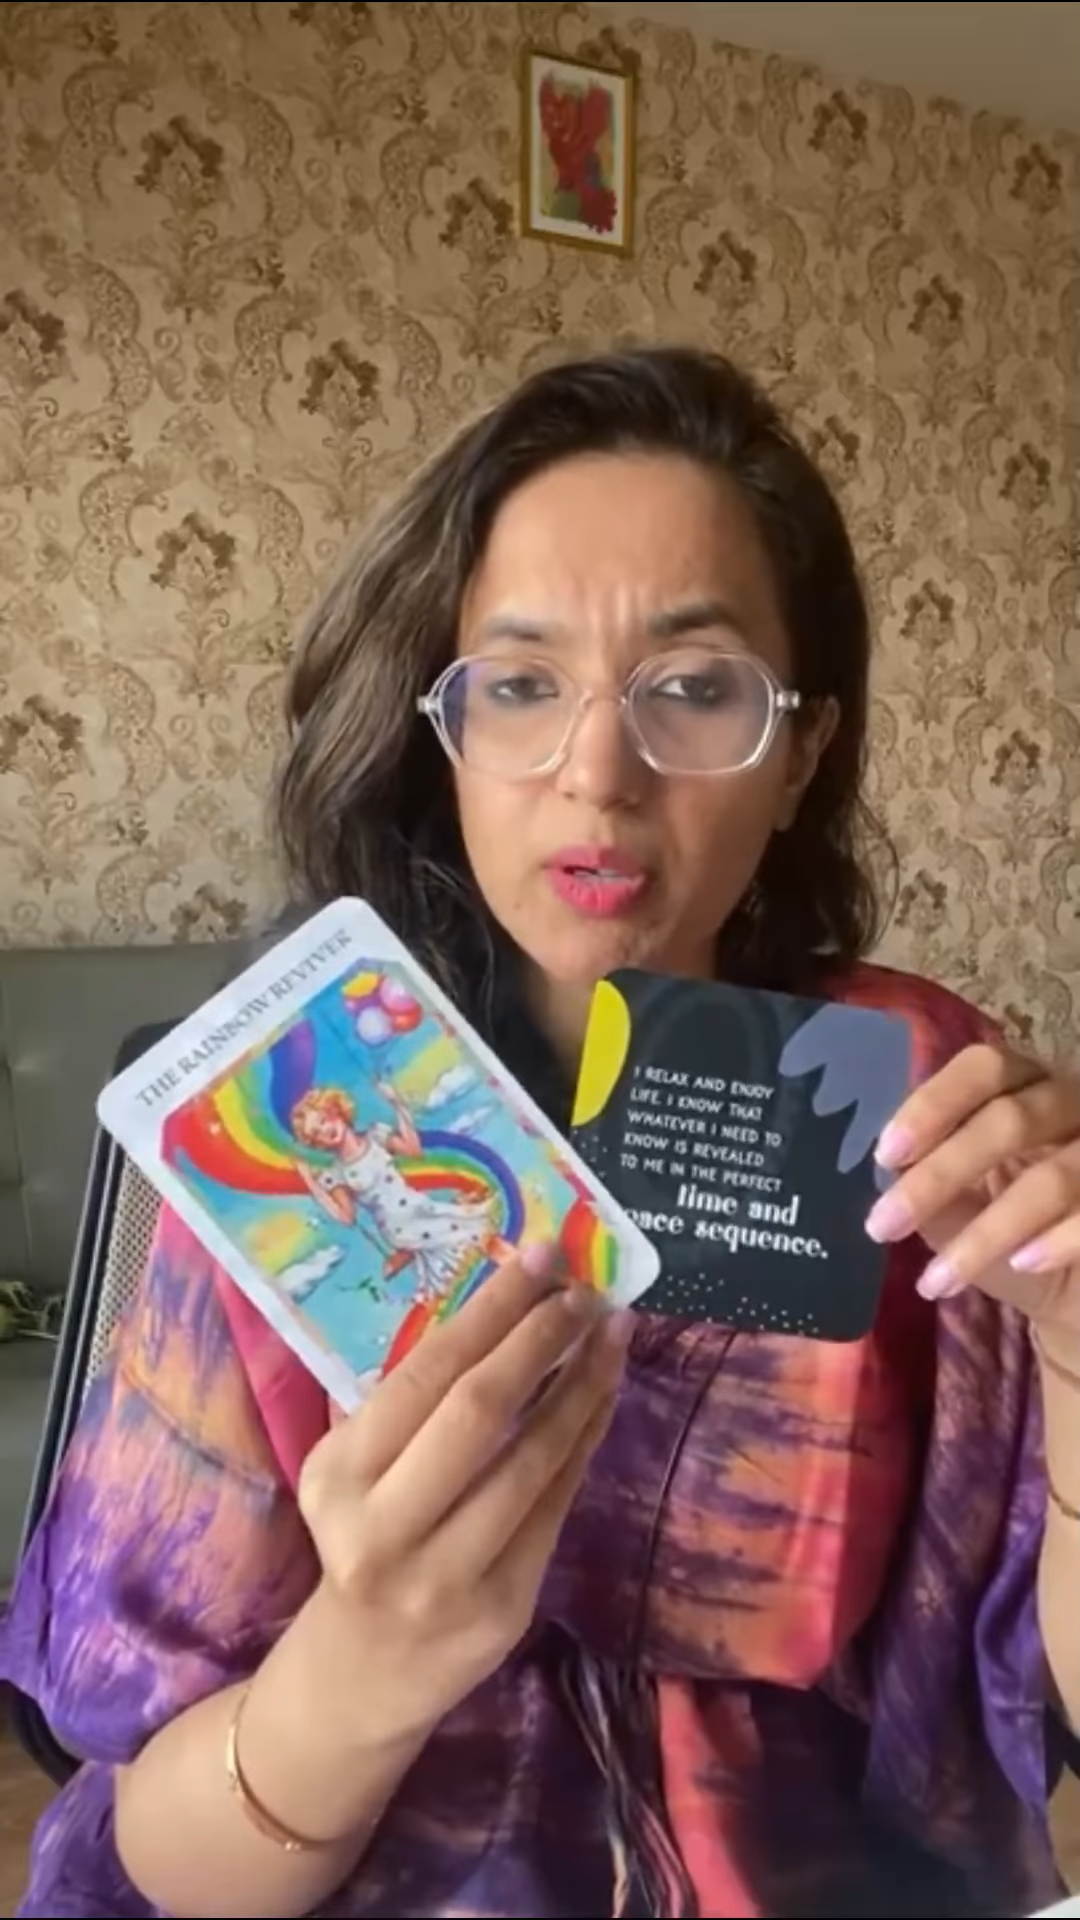 THE RAINBOW REVIVER
I RELAX AND ENJOY
LIFE. I KNOW THAT
WHATEVER I NEED TO
KNOW IS REVEALED
TO ME IN THE PERFECT
time and
sequence.